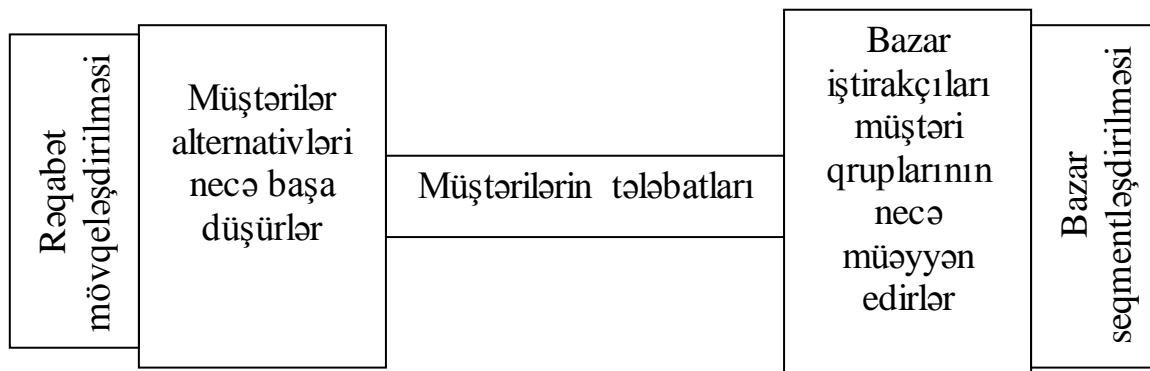 Rəqabət
mövqeləşdirilməsi
Müştərilər
alternativləri
necə başa
düşürlər
Müştərilərin tələbatları
Bazar
iştirakçıları
müştəri
qruplarının
necə
müəyyən
edirlər
Bazar
seqmentləşdirilməsi